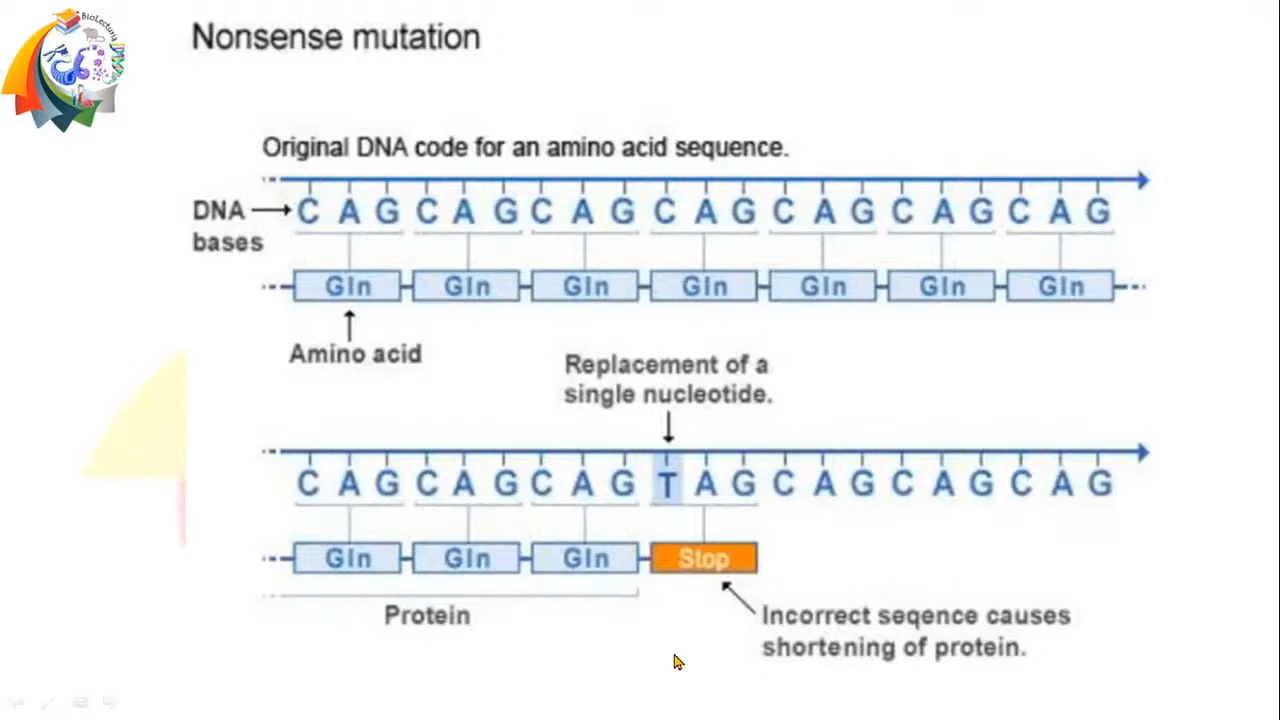 BioLectures
Nonsense mutation
Original DNA code for an amino acid sequence.
DNA
bases
C A G C A G C A G C A G C A G C A G C A G
Gln Gln Gln Gln Gln Gln Gln
Amino acid
Replacement of a
single nucleotide.
C A G C A G C A G T A G C A G C A G C A G
Gln Gln Gln Stop
Protein
Incorrect seqence causes
shortening of protein.